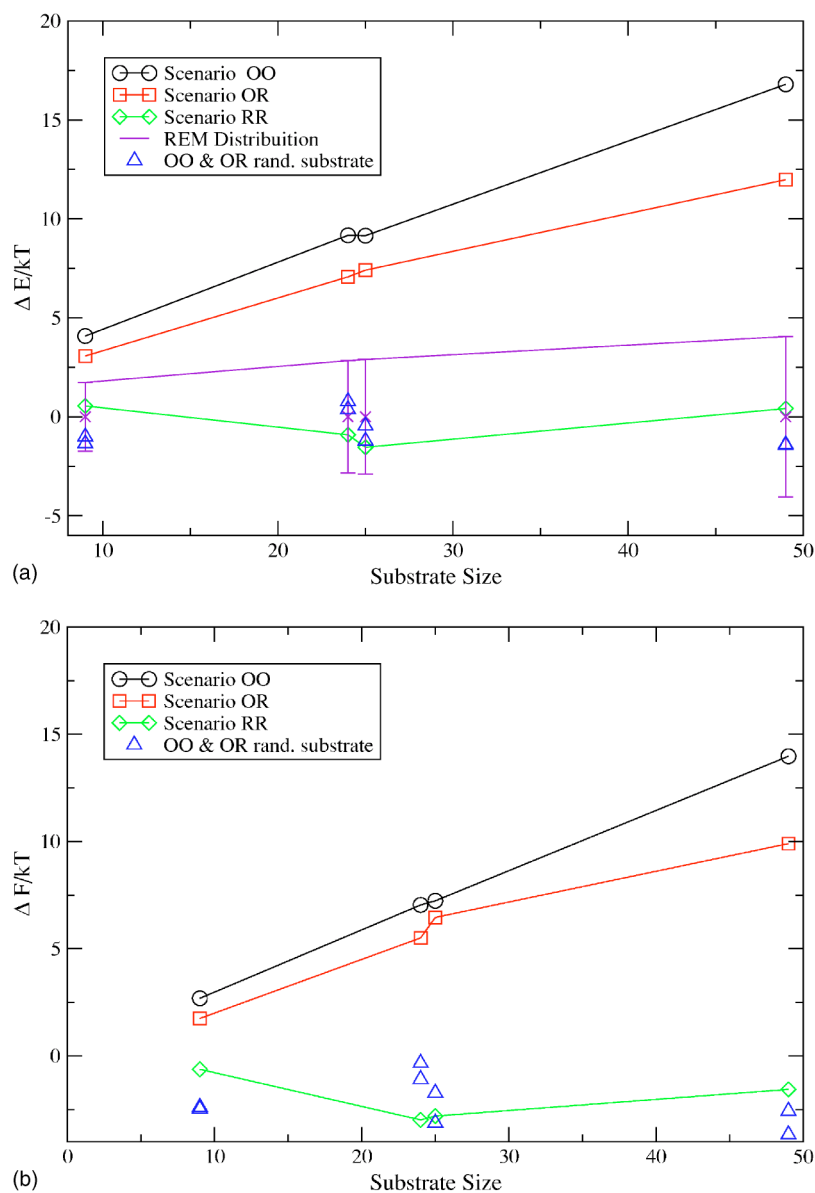 20
15
10
5
0
-5
Δ E/kT
Scenario OO
Scenario OR
Scenario RR
REM Distribuition
OO & OR rand. substrate
10
20
30
40
50
Substrate Size
(a)
20
15
10
5
0
Δ F/kT
Scenario OO
Scenario OR
Scenario RR
OO & OR rand. substrate
0
10
20
30
40
50
Substrate Size
(b)